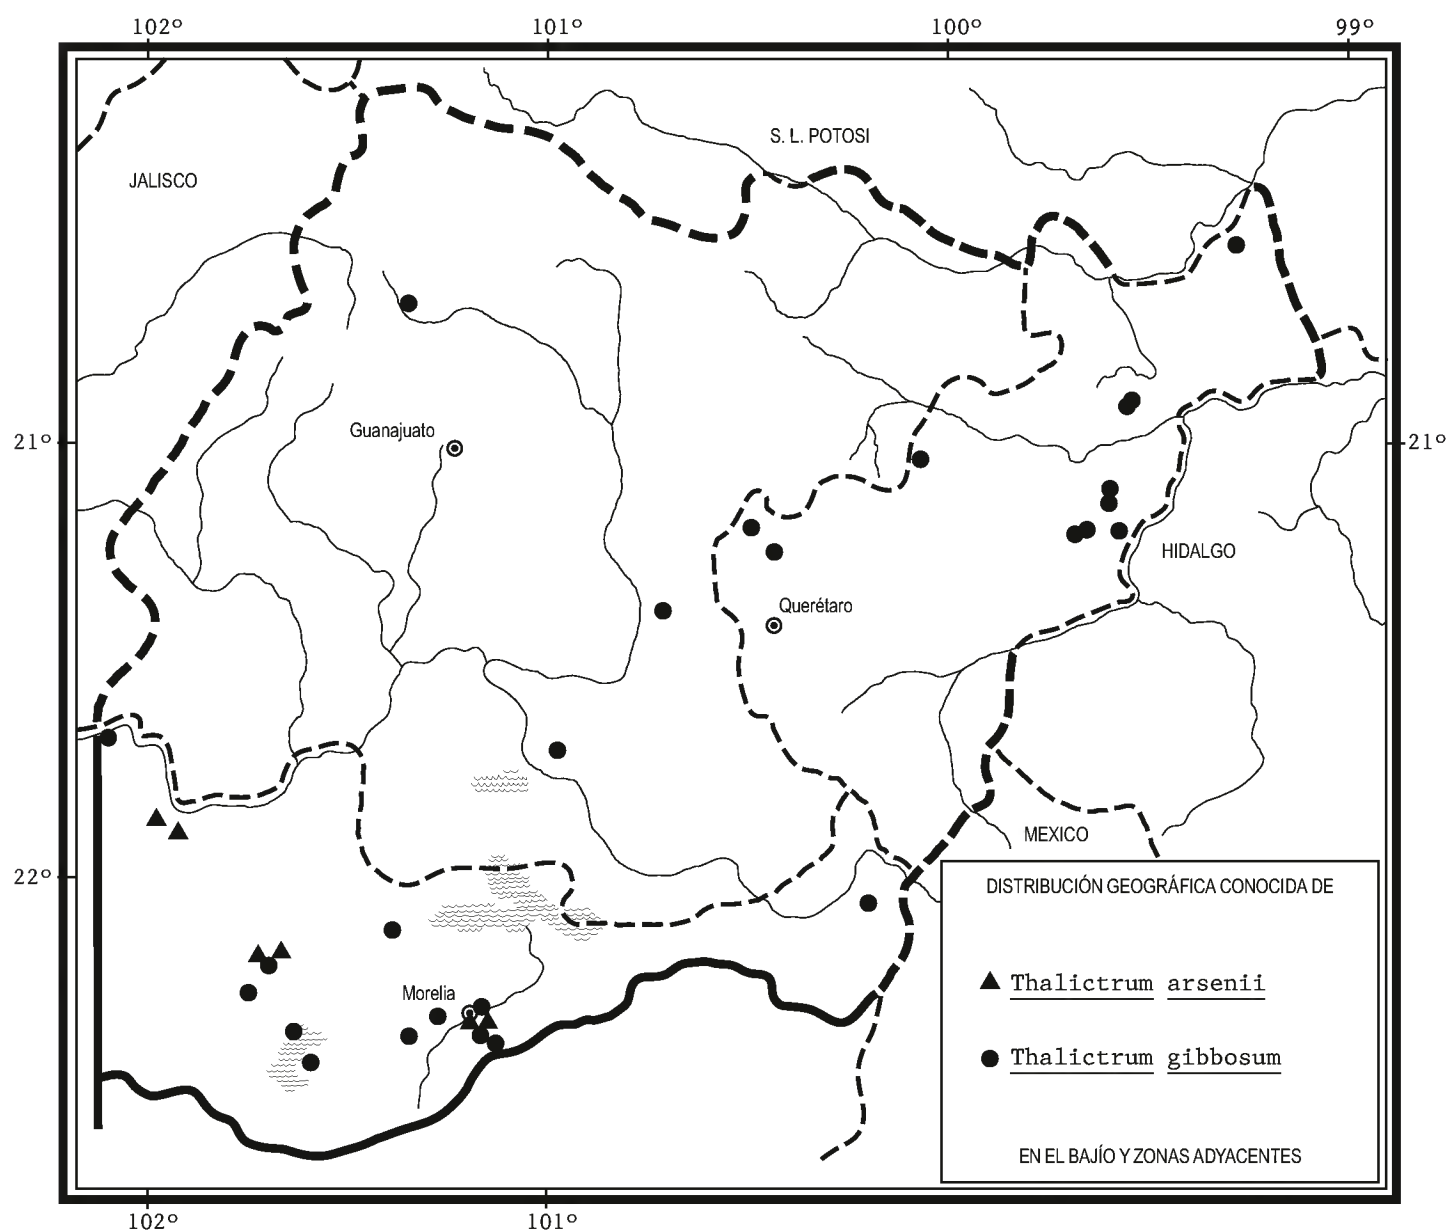 102º 101º 100º 99º
S. L. POTOSI
JALISCO
Guanajuato
21º 21º
HIDALGO
Querétaro
MEXICO
22º
DISTRIBUCIÓN GEOGRÁFICA CONOCIDA DE
Thalictrum arsenii
Morelia
Thalictrum gibbosum
EN EL BAJÍO Y ZONAS ADYACENTES
102º 101º